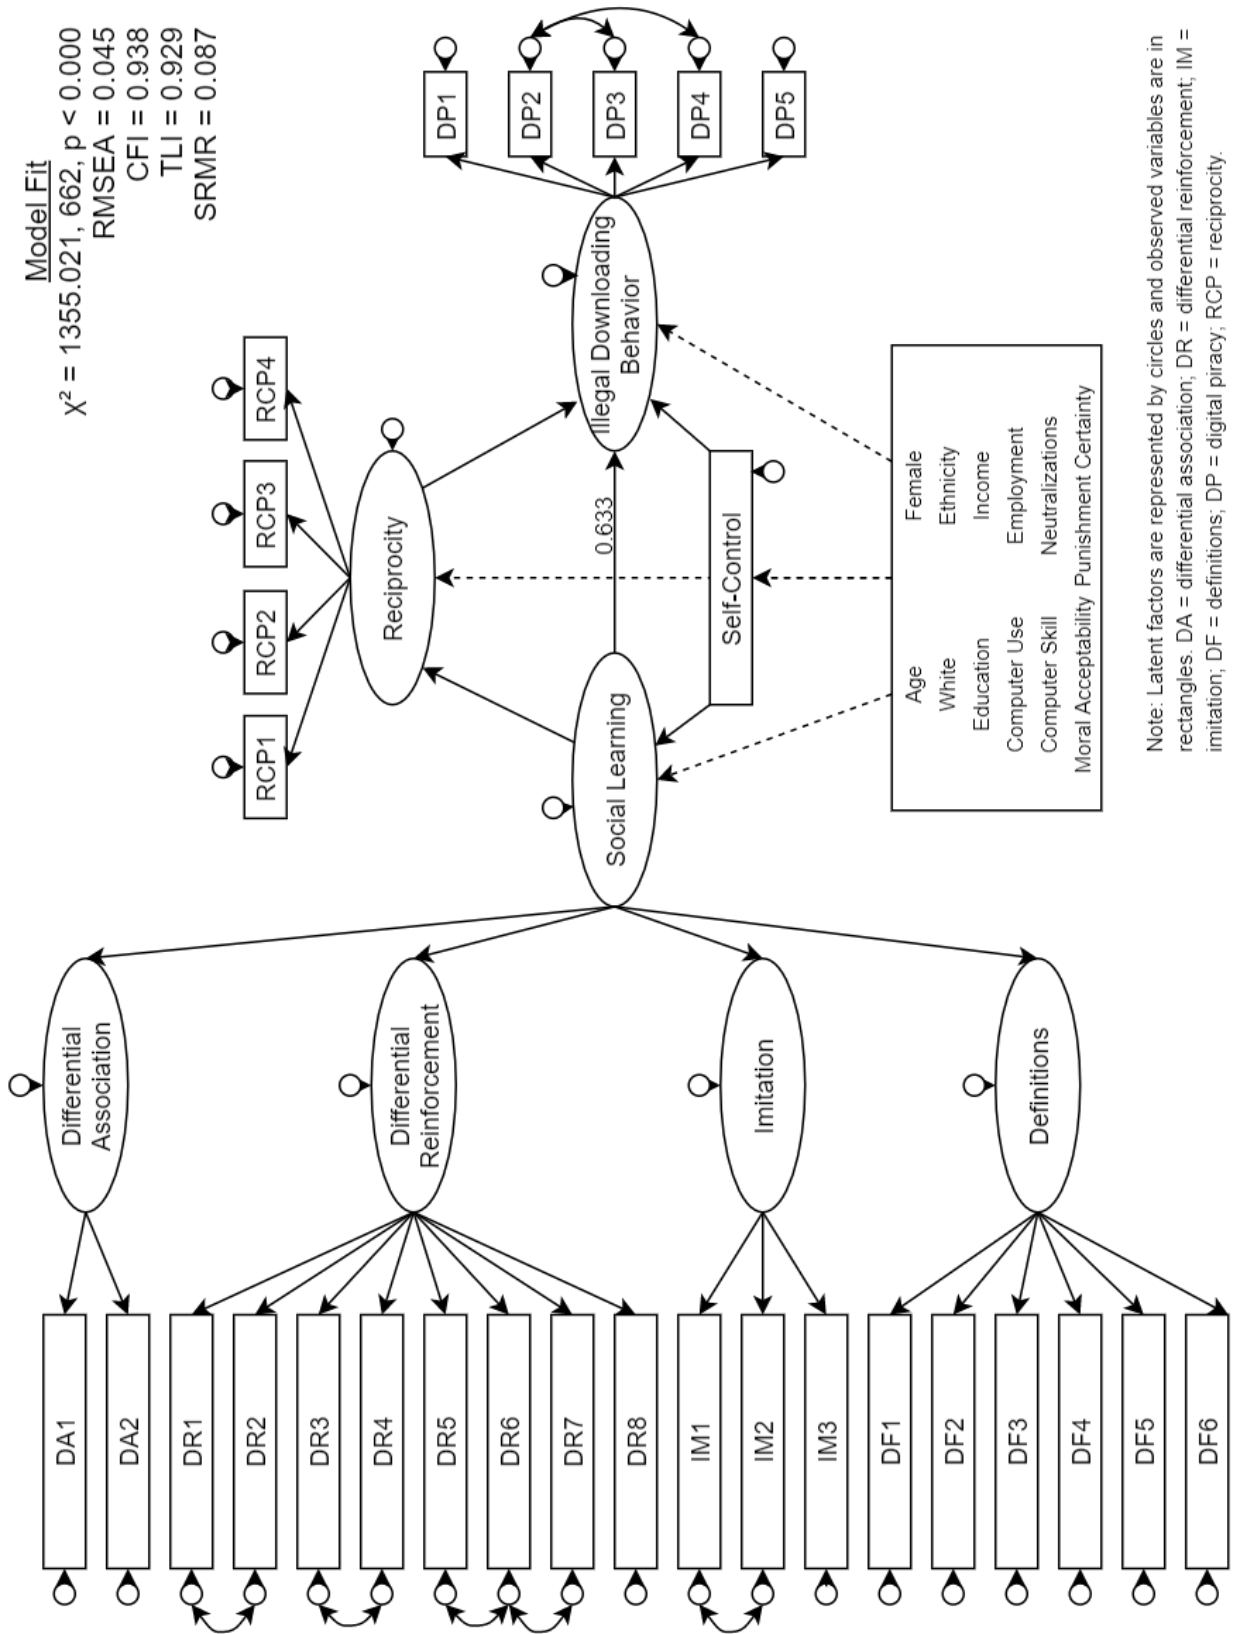 Model Fit
χ² = 1355.021, 662, p < 0.000
RMSEA = 0.045
CFI = 0.938
TLI = 0.929
SRMR = 0.087
DA1
DA2
DR1
DR2
DR3
DR4
DR5
DR6
DR7
DR8
IM1
IM2
IM3
DF1
DF2
DF3
DF4
DF5
DF6
Differential
Association
Differential
Reinforcement
Imitation
Definitions
Social Learning
RCP1
RCP2
RCP3
RCP4
Reciprocity
0.633
Self-Control
Illegal Downloading
Behavior
DP1
DP2
DP3
DP4
DP5
Age Female
White Ethnicity
Education Income
Computer Use Employment
Computer Skill Neutralizations
Moral Acceptability Punishment Certainty
Note: Latent factors are represented by circles and observed variables are in
rectangles. DA = differential association; DR = differential reinforcement; IM =
imitation; DF = definitions; DP = digital piracy; RCP = reciprocity.